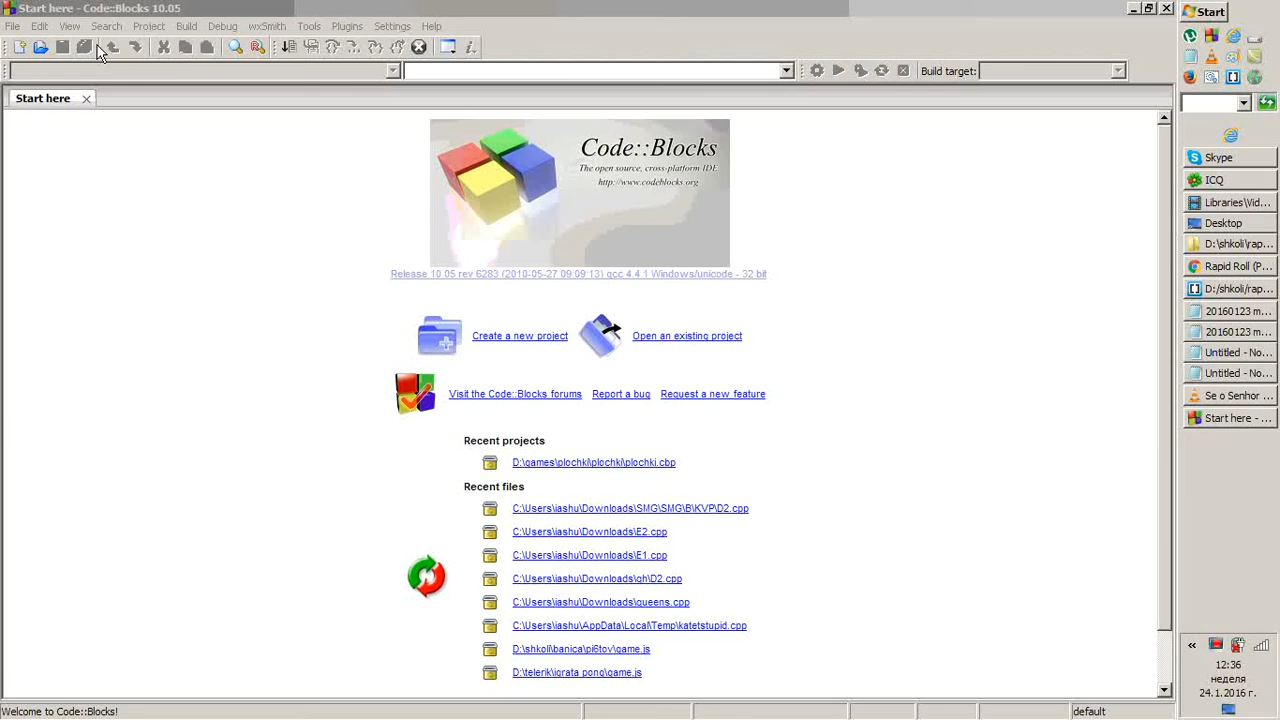 Start here - Code::Blocks 10.05
File Edit View Search Project Build Debug wxSmith Tools Plugins Settings Help
Build target:
Start here
Code::Blocks
The open source, cross-platform IDE
http://www.codeblocks.org
Release 10.05 rev 6283 (2010-05-27 09:09:13) gcc 4.4.1 Windows/unicode - 32 bit
Create a new project
Open an existing project
Visit the Code::Blocks forums
Report a bug
Request a new feature
Recent projects
D:\games\plochki\plochki\plochki.cbp
Recent files
C:\Users\iashu\Downloads\SMG\SMG\B\KVP\D2.cpp
C:\Users\iashu\Downloads\E2.cpp
C:\Users\iashu\Downloads\E1.cpp
C:\Users\iashu\Downloads\gh\D2.cpp
C:\Users\iashu\Downloads\queens.cpp
C:\Users\iashu\AppData\Local\Temp\katetstupid.cpp
D:\shkoli\banica\pi6tov\game.js
D:\telerik\igrata pong\game.js
Welcome to Code::Blocks!
default
Start
Skype
ICQ
Libraries\Vid...
Desktop
D:\shkoli\rap...
Rapid Roll (P...
D:/shkoli/rap...
20160123 m...
20160123 m...
Untitled - No...
Untitled - No...
Se o Senhor ...
Start here - ...
12:36
неделя
24.1.2016 г.